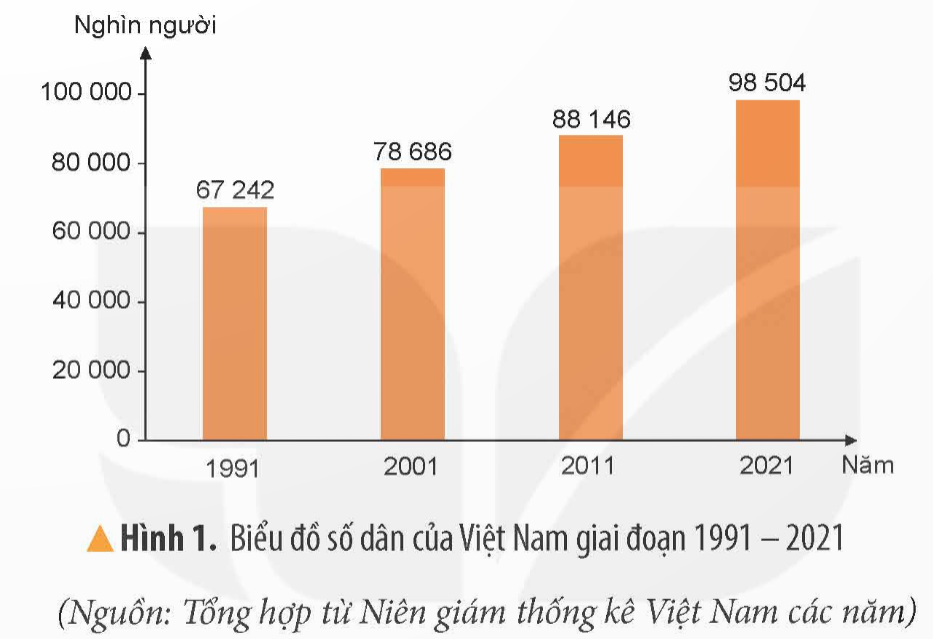 Nghìn người
100 000
98 504
88 146
80 000
78 686
67 242
60 000
40 000
20 000
0
1991 2001 2011 2021 Năm
Hình 1. Biểu đồ số dân của Việt Nam giai đoạn 1991 – 2021
(Nguồn: Tổng hợp từ Niên giám thống kê Việt Nam các năm)